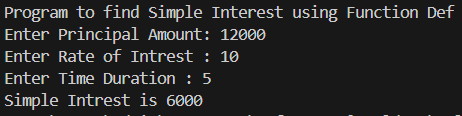 Program to find Simple Interest using Function Def
Enter Principal Amount: 12000
Enter Rate of Intrest : 10
Enter Time Duration : 5
Simple Intrest is 6000